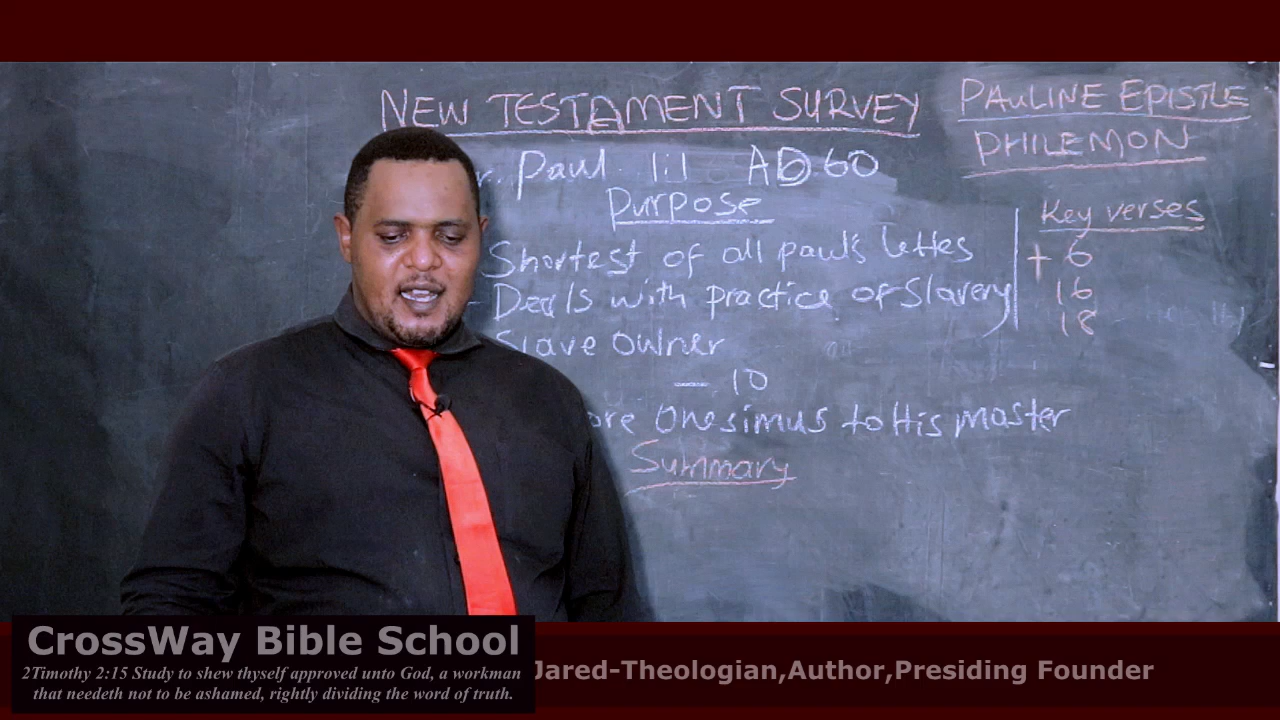 NEW TESTAMENT SURVEY
PAULINE EPISTLE
PHILEMON
r. Paul 1:1 AD 60
Purpose
Shortest of all paul's lettes
- Deals with practice of Slavery
Slave owner
— 10
ore Onesimus to His master
Summary
Key verses
+ 6
16
18
CrossWay Bible School
2Timothy 2:15 Study to shew thyself approved unto God, a workman
that needeth not to be ashamed, rightly dividing the word of truth.
Jared-Theologian,Author,Presiding Founder